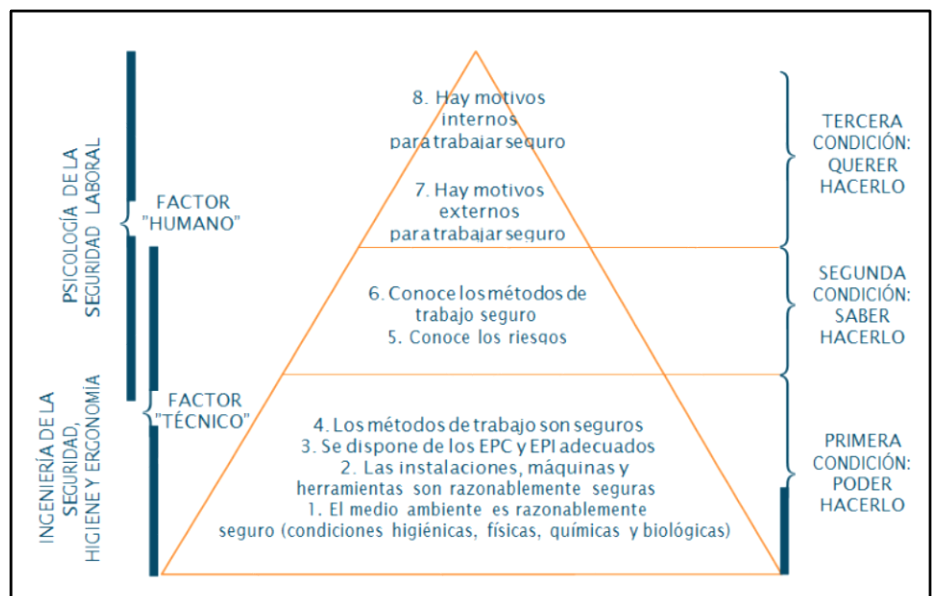 8. Hay motivos
internos
para trabajar seguro
7. Hay motivos
externos
para trabajar seguro
6. Conoce los métodos de
trabajo seguro
5. Conoce los riesgos
4. Los métodos de trabajo son seguros
3. Se dispone de los EPC y EPI adecuados
2. Las instalaciones, máquinas y
herramientas son razonablemente seguras
1. El medio ambiente es razonablemente
seguro (condiciones higiénicas, físicas, químicas y biológicas)
PSICOLOGÍA DE LA
SEGURIDAD LABORAL
FACTOR
"HUMANO"
INGENIERÍA DE LA
SEGURIDAD,
HIGIENE Y ERGONOMÍA
FACTOR
"TÉCNICO"
TERCERA
CONDICIÓN:
QUERER
HACERLO
SEGUNDA
CONDICIÓN:
SABER
HACERLO
PRIMERA
CONDICIÓN:
PODER
HACERLO